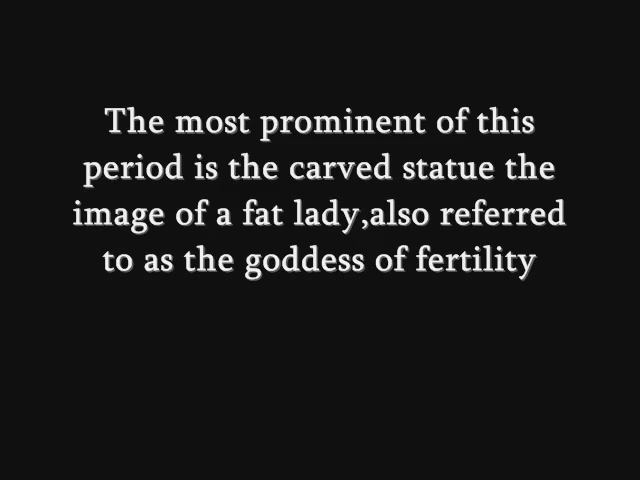 The most prominent of this
period is the carved statue the
image of a fat lady,also referred
to as the goddess of fertility